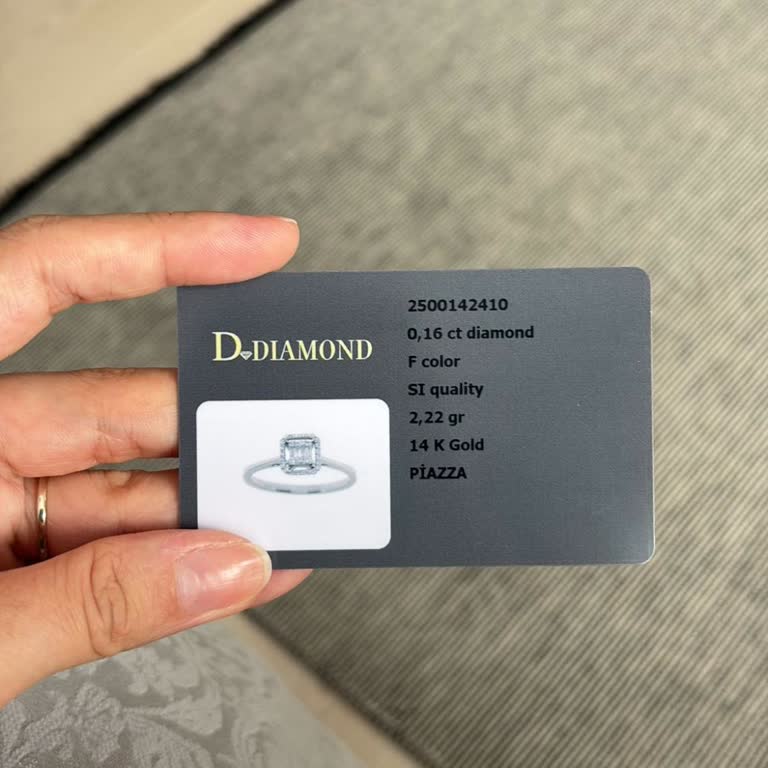 D DIAMOND
2500142410
0,16 ct diamond
F color
SI quality
2,22 gr
14 K Gold
PİAZZA